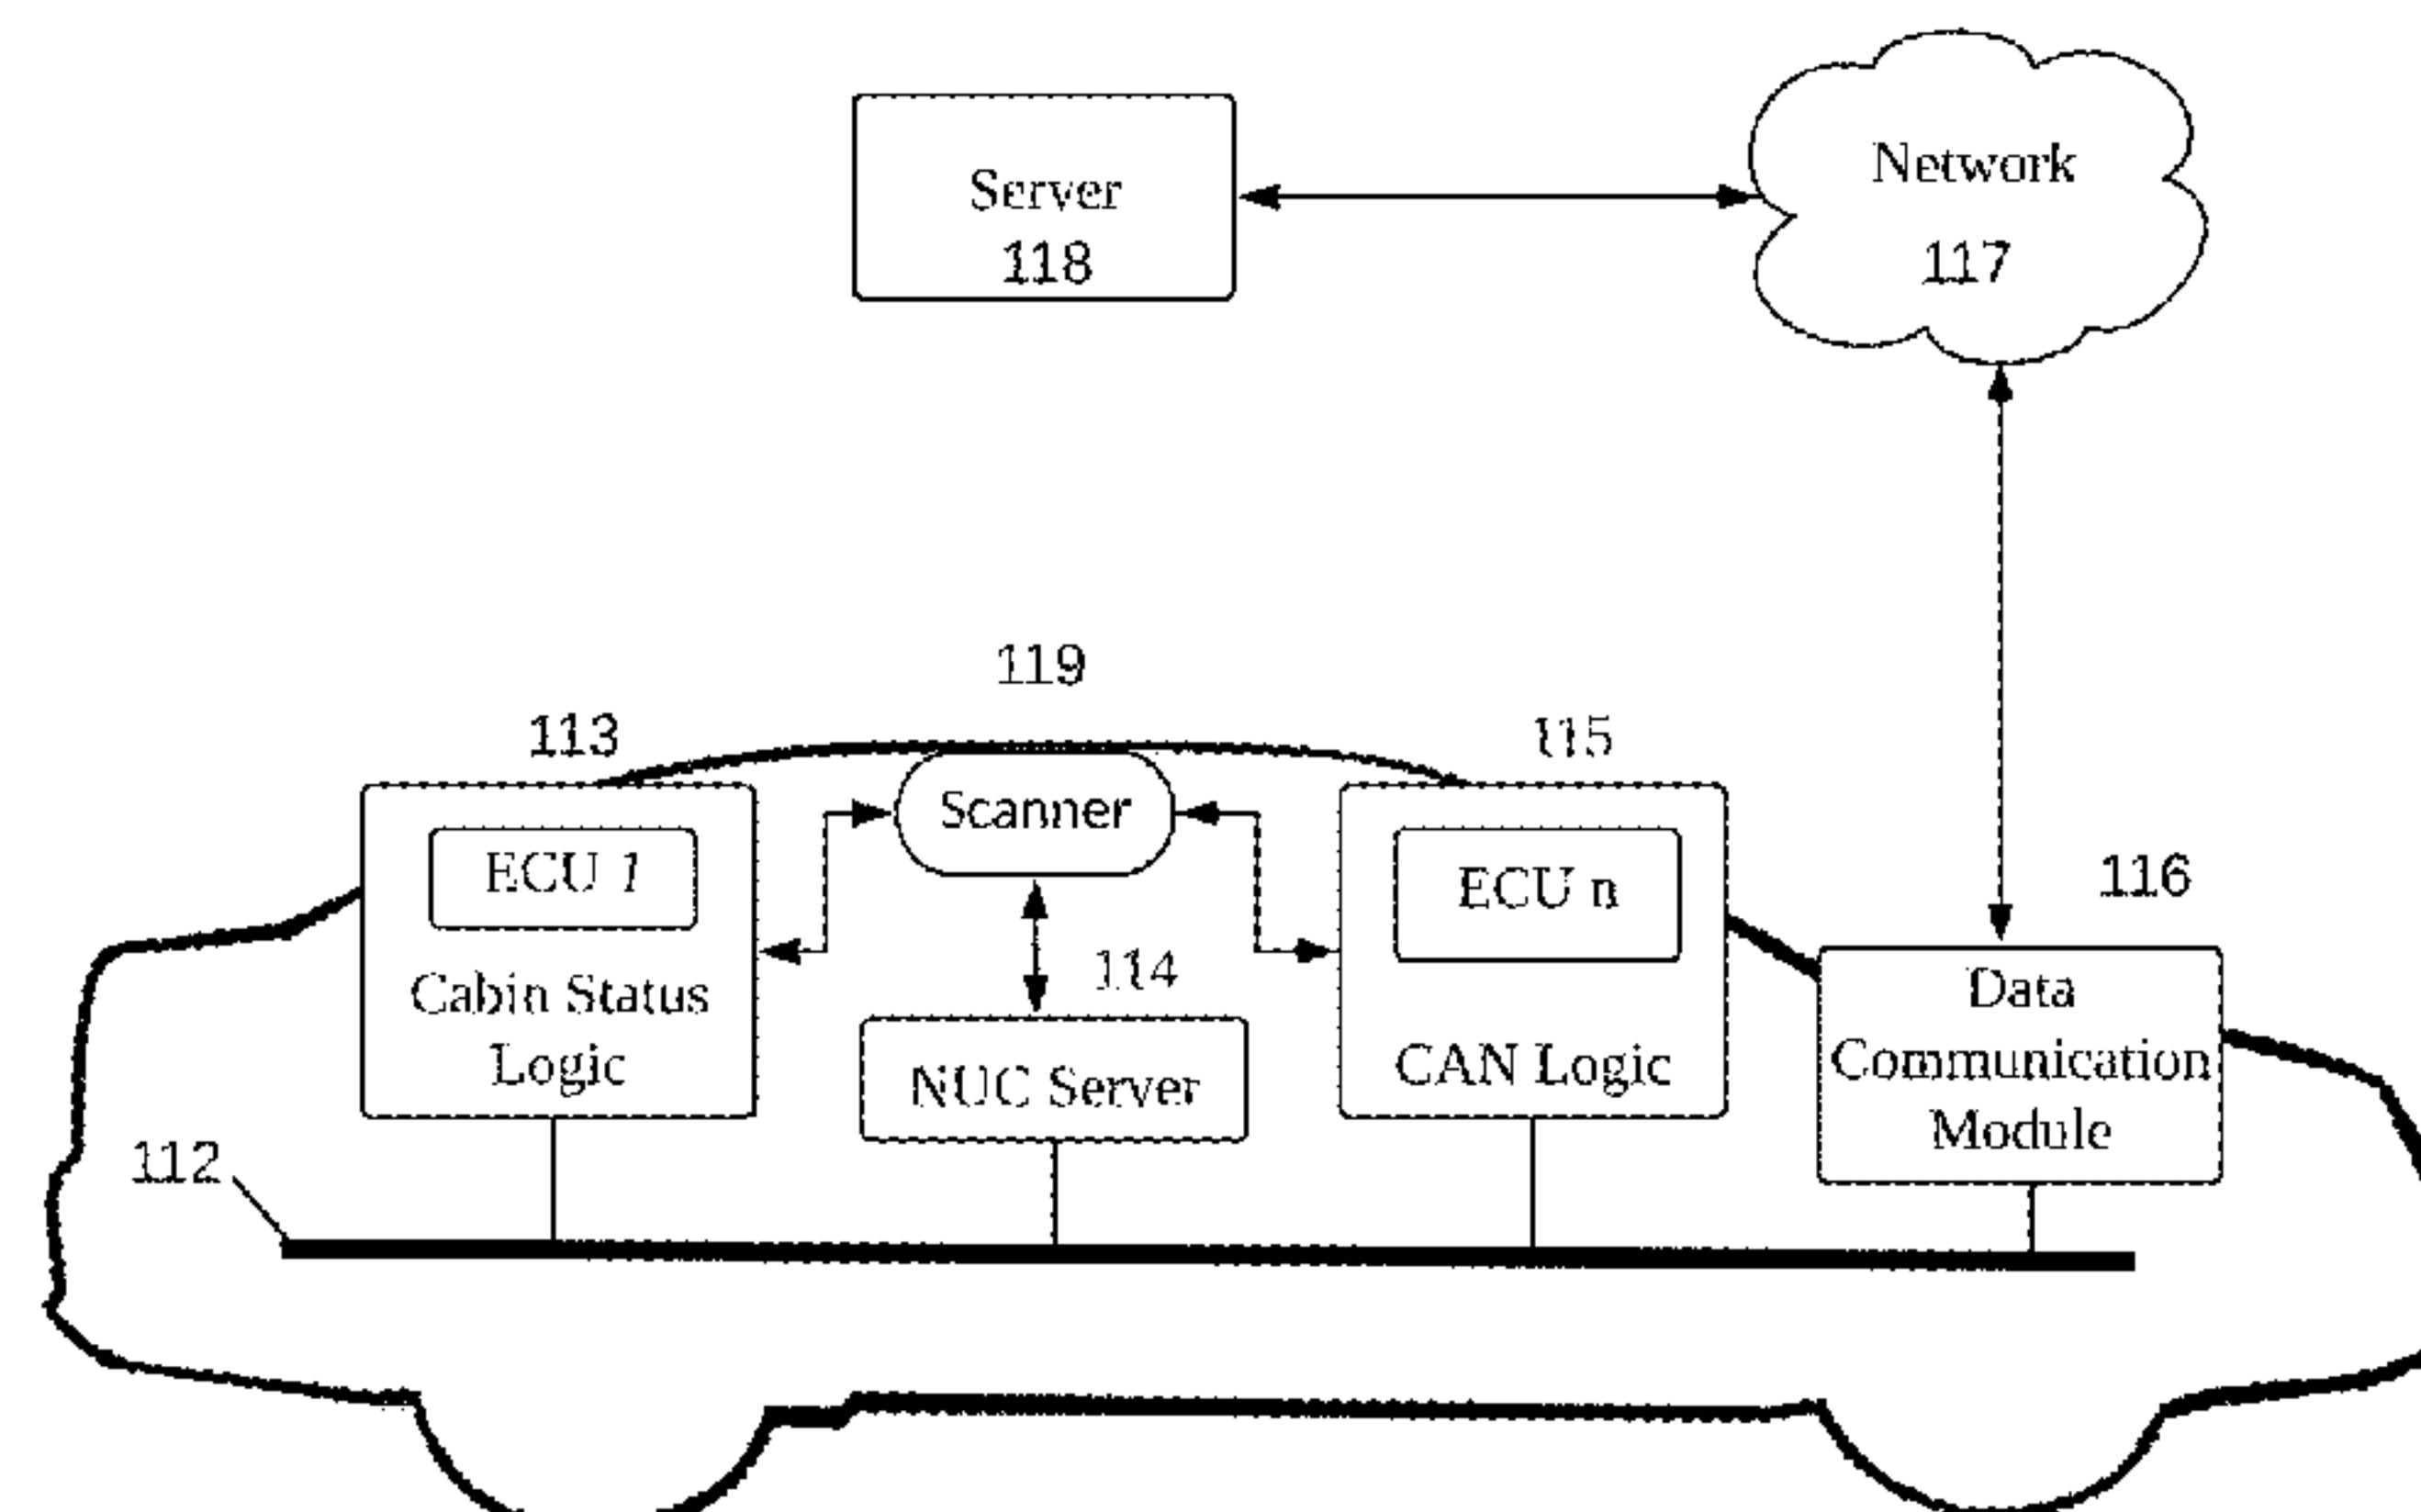 Server
118
Network
117
119
113
115
Scanner
ECU 1
Cabin Status
Logic
114
NUC Server
ECU n
CAN Logic
116
Data
Communication
Module
112